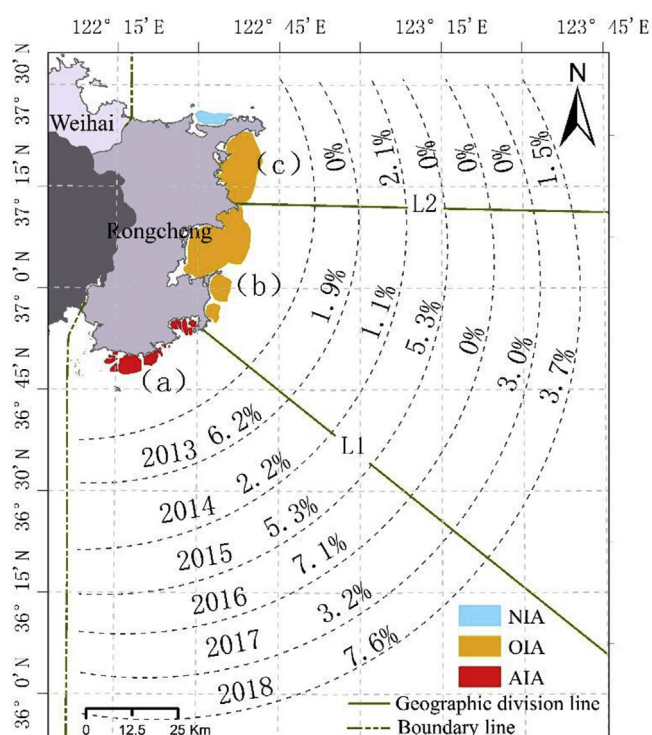 122° 15'E 122° 45'E 123° 15'E 123° 45'E
37° 30'N
37° 15'N
37° 0'N
36° 45'N
36° 30'N
36° 15'N
36° 0'N
N
Weihai
Rongcheng
(c)
(b)
(a)
0% 2.1% 0% 0% 0% 1.5%
L2
1.9% 1.1% 5.3% 0% 3.0% 3.7%
L1
2013 6.2%
2014 2.2%
2015 5.3%
2016 7.1%
2017 3.2%
2018 7.6%
NIA
OIA
AIA
Geographic division line
Boundary line
0 12.5 25 Km